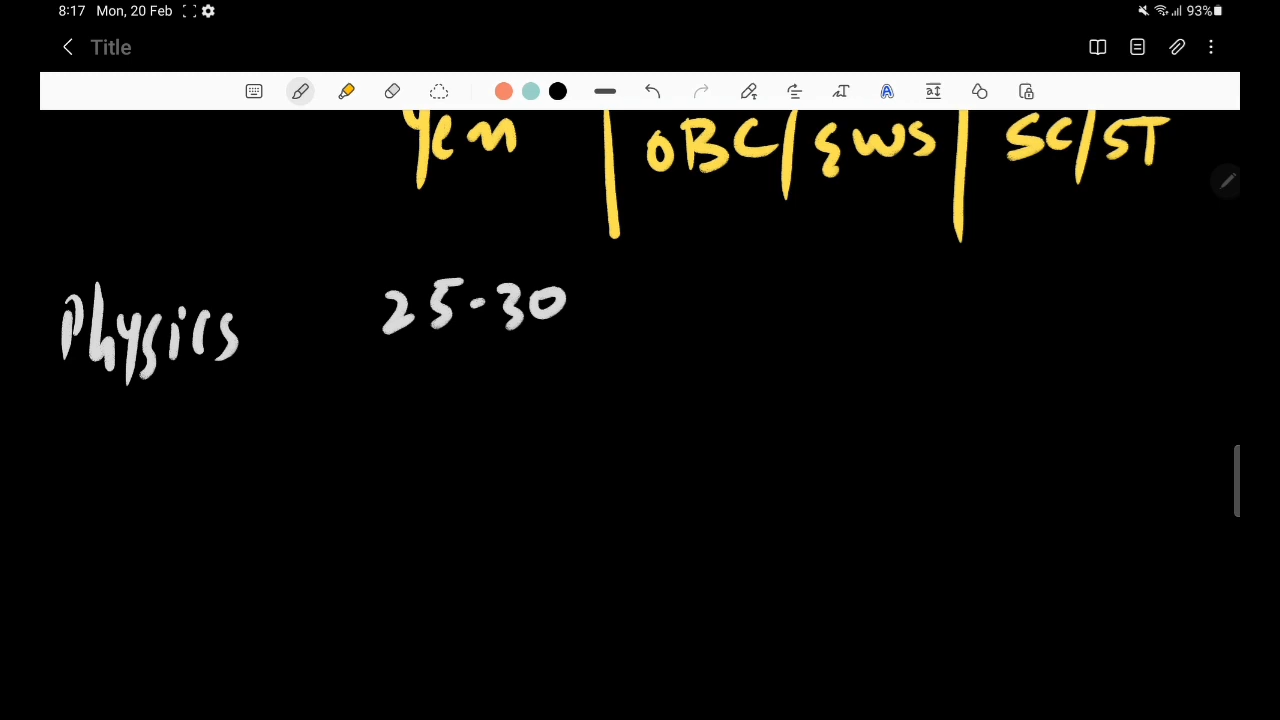 8:17 Mon, 20 Feb 93%
Title
Gen OBC/EWS SC/ST
Physics 25-30